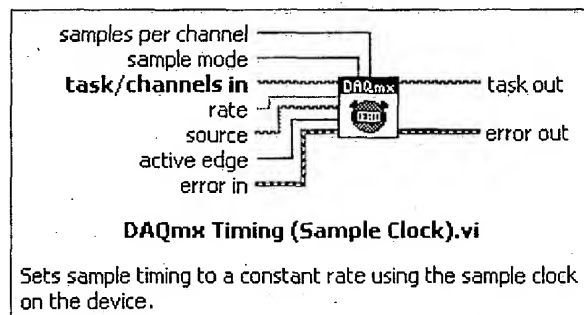 samples per channel
sample mode
task/channels in
DAQmx
task out
rate
source
error out
active edge
error in
DAQmx Timing (Sample Clock).vi
Sets sample timing to a constant rate using the sample clock
on the device.